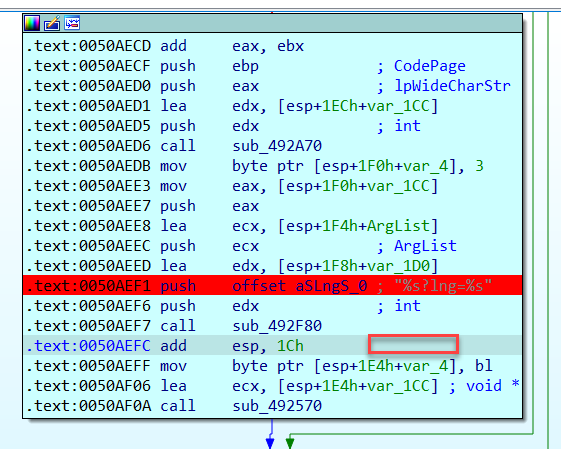 .text:0050AECD add eax, ebx
.text:0050AECF push ebp ; CodePage
.text:0050AED0 push eax ; lpWideCharStr
.text:0050AED1 lea edx, [esp+1ECh+var_1CC]
.text:0050AED5 push edx ; int
.text:0050AED6 call sub_492A70
.text:0050AEDB mov byte ptr [esp+1F0h+var_4], 3
.text:0050AEE3 mov eax, [esp+1F0h+var_1CC]
.text:0050AEE7 push eax
.text:0050AEE8 lea ecx, [esp+1F4h+ArgList]
.text:0050AEEC push ecx ; ArgList
.text:0050AEED lea edx, [esp+1F8h+var_1D0]
.text:0050AEF1 push offset aSLngS_0 ; "%s?lng=%s"
.text:0050AEF6 push edx ; int
.text:0050AEF7 call sub_492F80
.text:0050AEFC add esp, 1Ch
.text:0050AEFF mov byte ptr [esp+1E4h+var_4], bl
.text:0050AF06 lea ecx, [esp+1E4h+var_1CC] ; void *
.text:0050AF0A call sub_492570